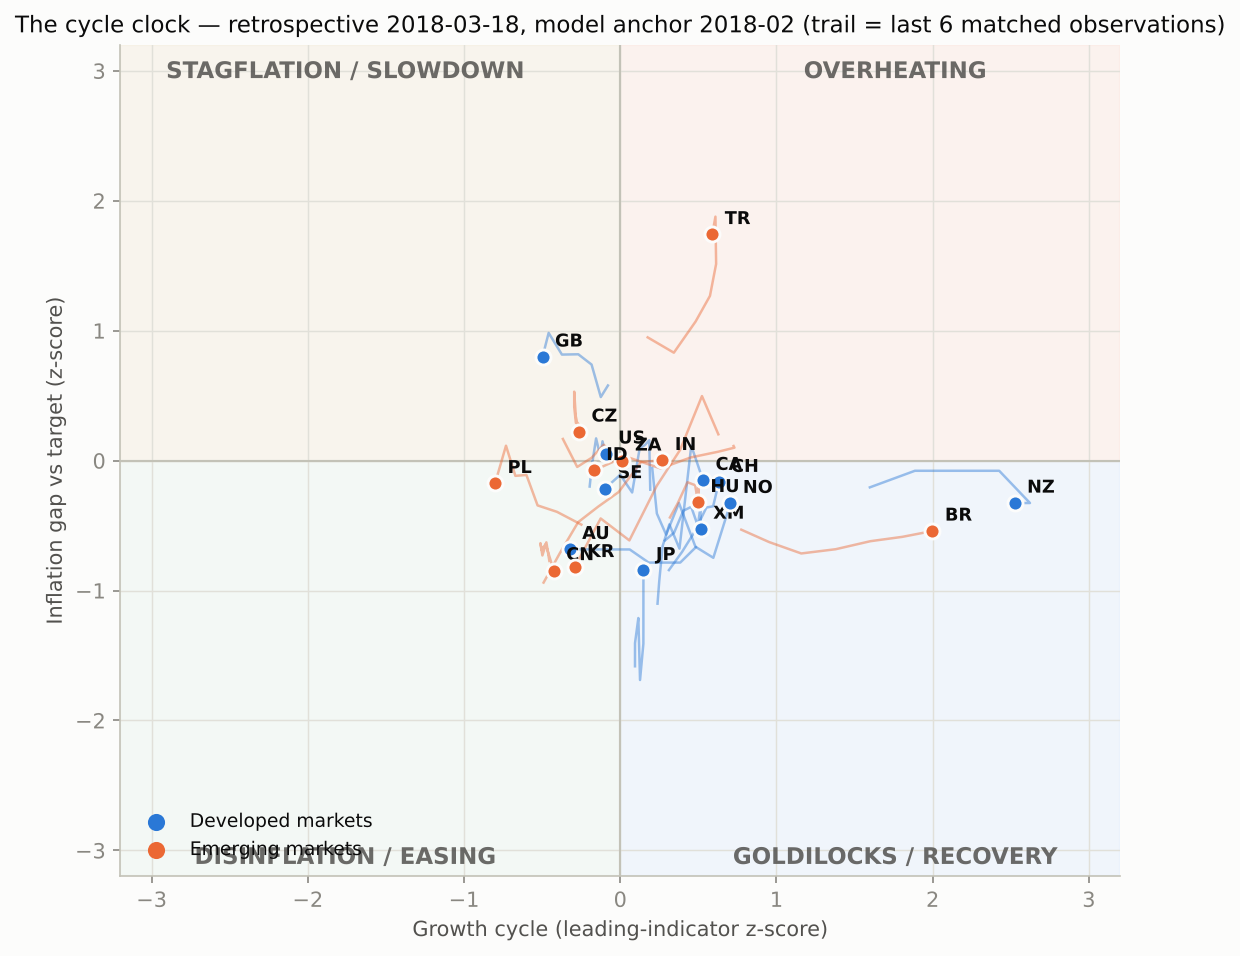 The cycle clock — retrospective 2018-03-18, model anchor 2018-02 (trail = last 6 matched observations)
STAGFLATION / SLOWDOWN
OVERHEATING
TR
GB
CZ
US
ZA
IN
ID
SE
PL
CA
CH
HU
NO
XM
NZ
BR
AU
CN
KR
JP
3
2
1
0
−1
−2
−3
Inflation gap vs target (z-score)
Developed markets
Emerging markets
DISINFLATION / EASING
GOLDILOCKS / RECOVERY
−3
−2
−1
0
1
2
3
Growth cycle (leading-indicator z-score)